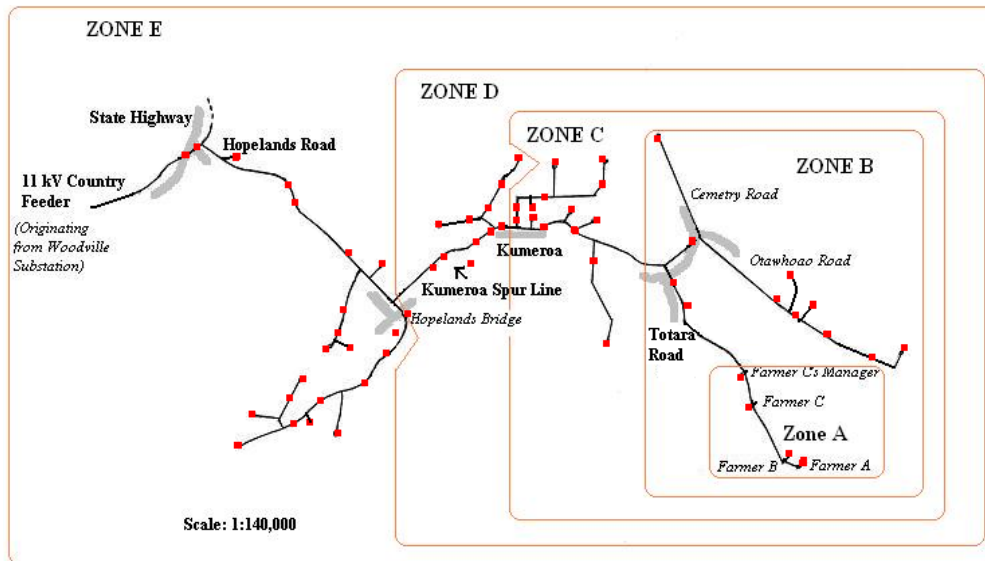 ZONE E
ZONE D
State Highway
ZONE C
Hopelands Road
ZONE B
11 kV Country
Feeder
Cemetry Road
(Originating
from Woodville
Substation)
Kumeroa
Otawhoao Road
Kumeroa Spur Line
Hopelands Bridge
Totara
Road
Farmer C's Manager
Farmer C
Zone A
Farmer B
Farmer A
Scale: 1:140,000